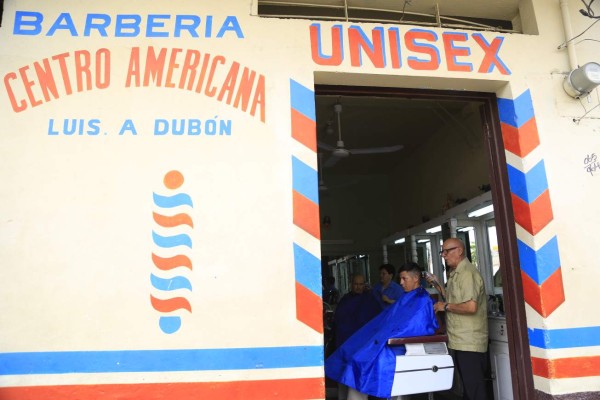 BARBERIA
CENTRO AMERICANA
LUIS. A DUBÓN
UNISEX